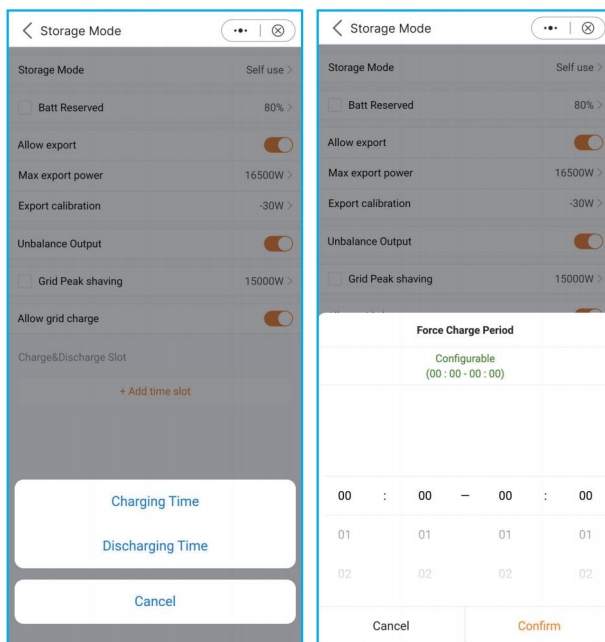 Storage Mode
Storage Mode Self use >
Batt Reserved 80% >
Allow export
Max export power 16500W >
Export calibration -30W >
Unbalance Output
Grid Peak shaving 15000W >
Allow grid charge
Charge&Discharge Slot
+ Add time slot
Charging Time
Discharging Time
Cancel
Storage Mode
Storage Mode Self use >
Batt Reserved 80% >
Allow export
Max export power 16500W >
Export calibration -30W >
Unbalance Output
Grid Peak shaving 15000W >
Force Charge Period
Configurable
(00 : 00 - 00 : 00)
00 : 00 – 00 : 00
01 01 01 01
02 02 02 02
Cancel Confirm